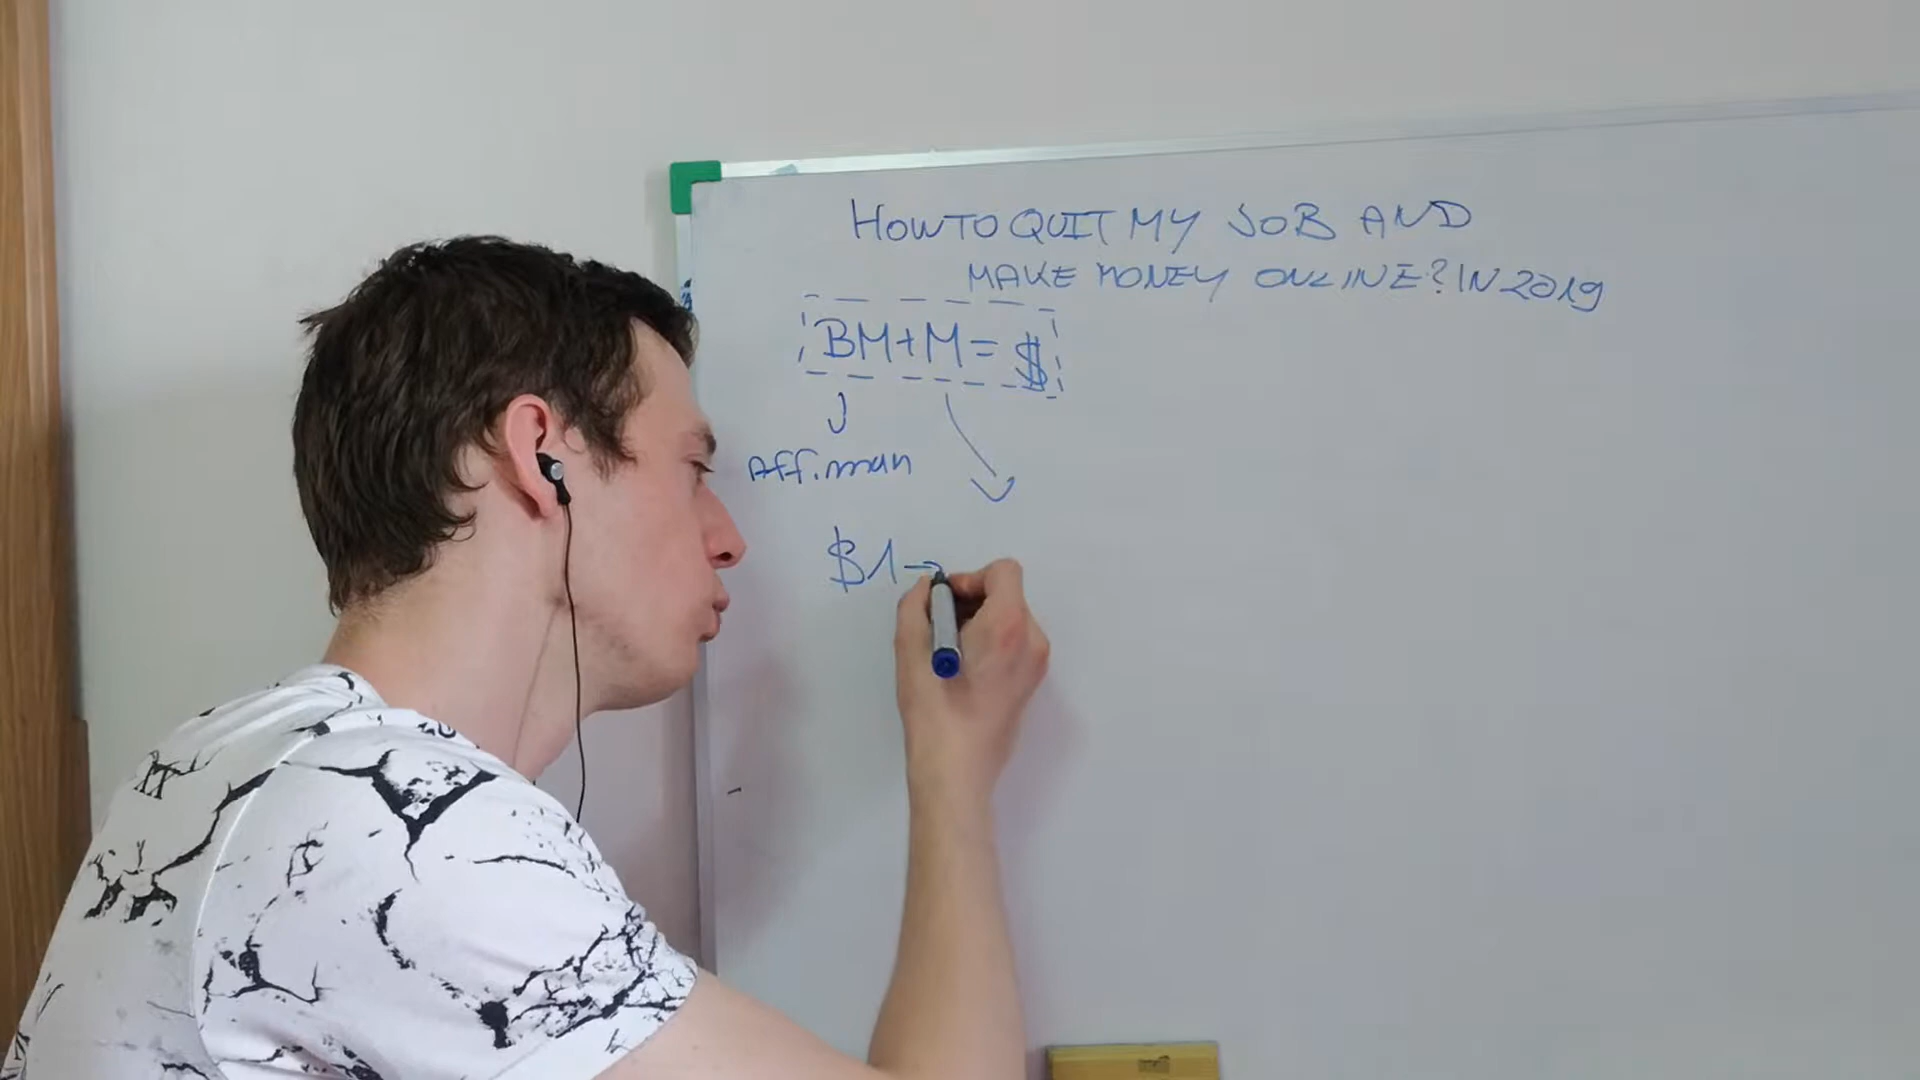 HOW TO QUIT MY JOB AND
MAKE MONEY ONLINE? IN 2019
BM+M= $
Aff.man
$1→